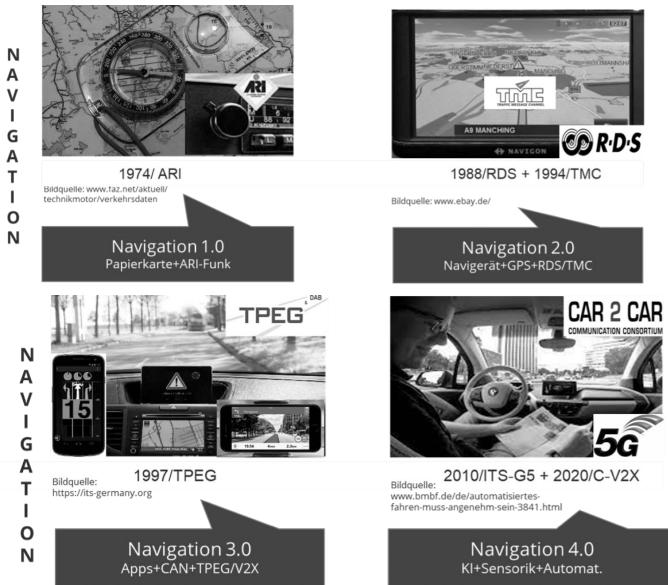 NAVIGATION
ARI
1974/ ARI
Bildquelle: www.faz.net/aktuell/
technikmotor/verkehrsdaten
Navigation 1.0
Papierkarte+ARI-Funk
TMC
TRAFFIC MESSAGE CHANNEL
A9 MANCHING
NAVIGON
R·D·S
1988/RDS + 1994/TMC
Bildquelle: www.ebay.de/
Navigation 2.0
Navigerät+GPS+RDS/TMC
NAVIGATION
TPEG
& DAB
15
1997/TPEG
Bildquelle:
https://its-germany.org
Navigation 3.0
Apps+CAN+TPEG/V2X
CAR 2 CAR
COMMUNICATION CONSORTIUM
5G
2010/ITS-G5 + 2020/C-V2X
Bildquelle:
www.bmbf.de/de/automatisiertes-
fahren-muss-angenehm-sein-3841.html
Navigation 4.0
KI+Sensorik+Automat.